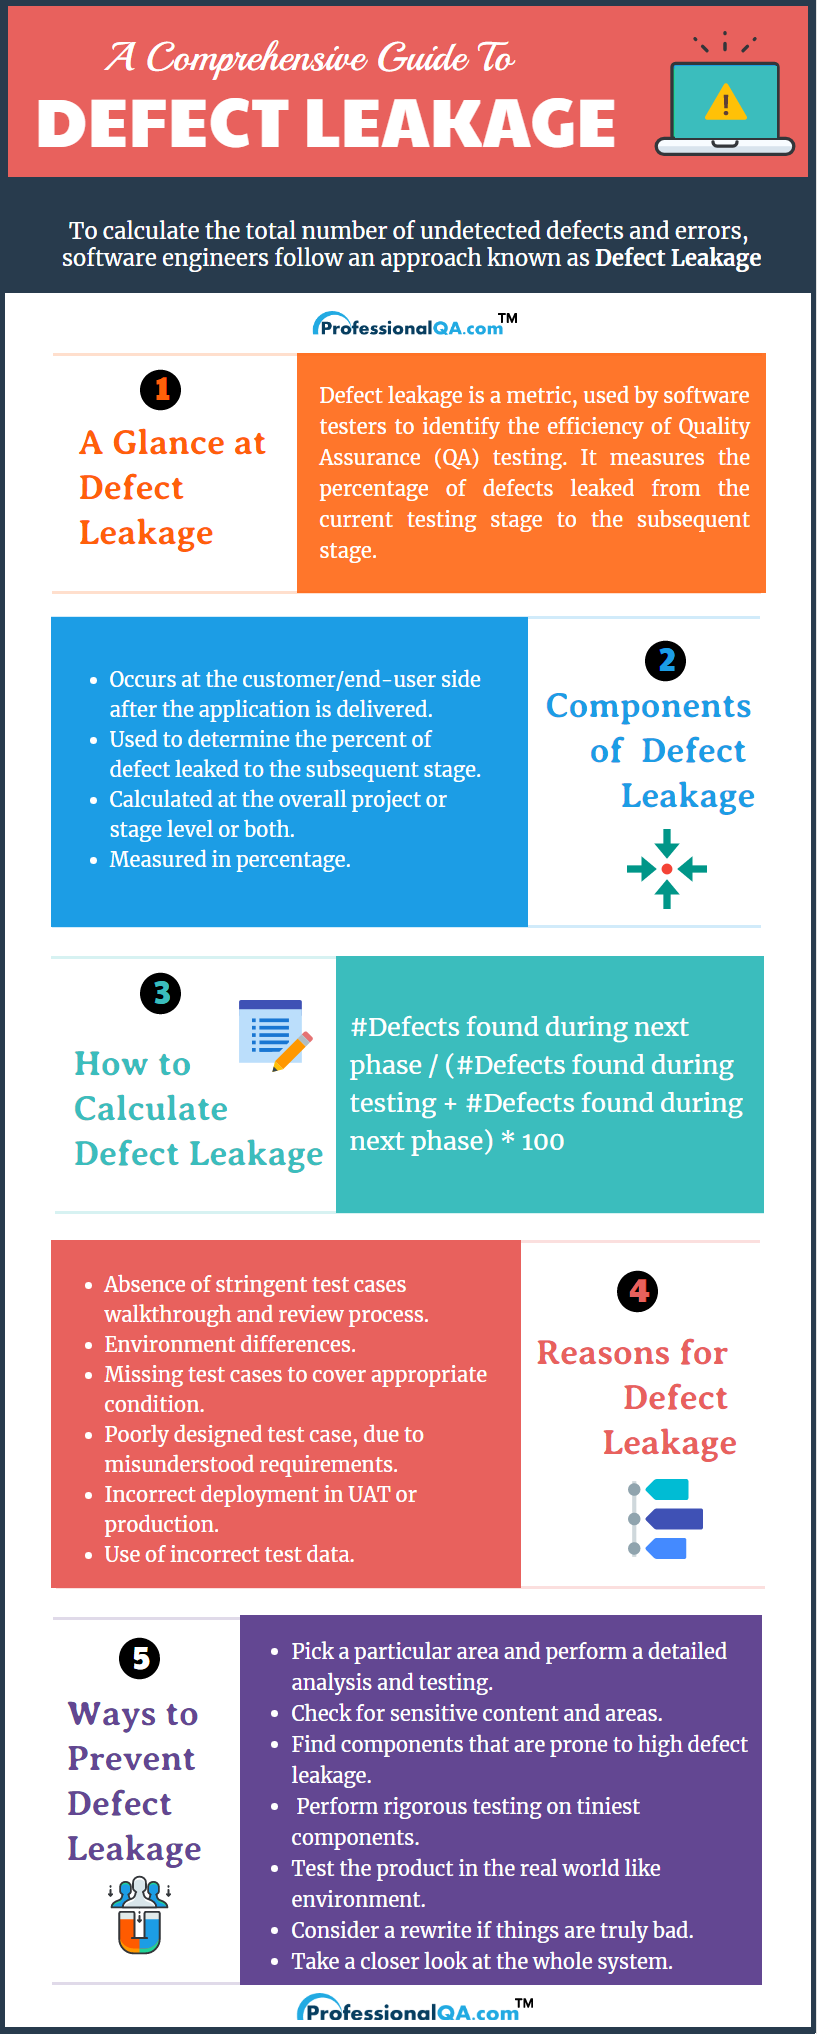 A Comprehensive Guide To
DEFECT LEAKAGE
To calculate the total number of undetected defects and errors,
software engineers follow an approach known as Defect Leakage
ProfessionalQA.com™
1
A Glance at
Defect
Leakage
Defect leakage is a metric, used by software
testers to identify the efficiency of Quality
Assurance (QA) testing. It measures the
percentage of defects leaked from the
current testing stage to the subsequent
stage.
• Occurs at the customer/end-user side
after the application is delivered.
• Used to determine the percent of
defect leaked to the subsequent stage.
• Calculated at the overall project or
stage level or both.
• Measured in percentage.
2
Components
of Defect
Leakage
3
How to
Calculate
Defect Leakage
#Defects found during next
phase / (#Defects found during
testing + #Defects found during
next phase) * 100
• Absence of stringent test cases
walkthrough and review process.
• Environment differences.
• Missing test cases to cover appropriate
condition.
• Poorly designed test case, due to
misunderstood requirements.
• Incorrect deployment in UAT or
production.
• Use of incorrect test data.
4
Reasons for
Defect
Leakage
5
Ways to
Prevent
Defect
Leakage
• Pick a particular area and perform a detailed
analysis and testing.
• Check for sensitive content and areas.
• Find components that are prone to high defect
leakage.
• Perform rigorous testing on tiniest
components.
• Test the product in the real world like
environment.
• Consider a rewrite if things are truly bad.
• Take a closer look at the whole system.
ProfessionalQA.com™